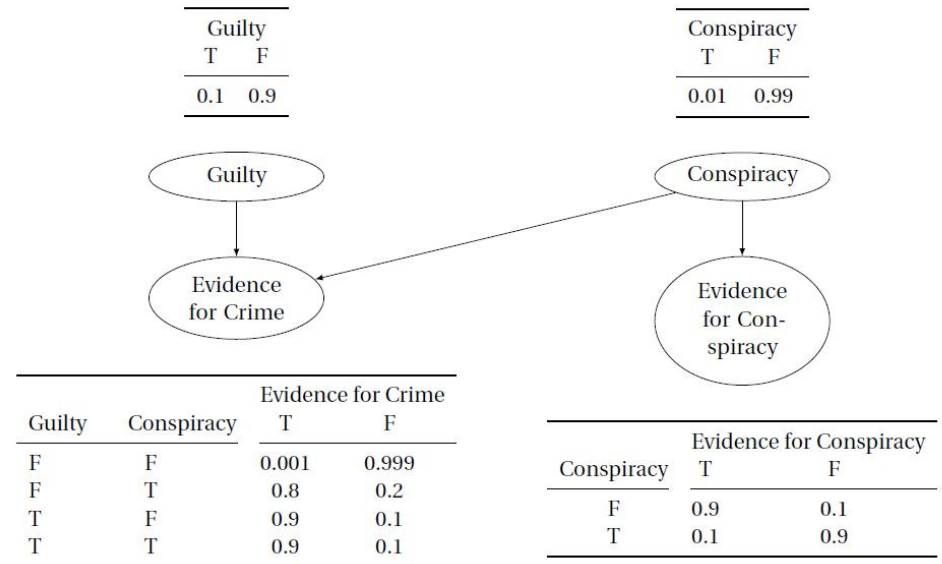 Guilty
T F
0.1 0.9
Conspiracy
T F
0.01 0.99
Guilty
Conspiracy
Evidence
for Crime
Evidence
for Con-
spiracy
Evidence for Crime
Guilty Conspiracy T F
F F 0.001 0.999
F T 0.8 0.2
T F 0.9 0.1
T T 0.9 0.1
Evidence for Conspiracy
Conspiracy T F
F 0.9 0.1
T 0.1 0.9